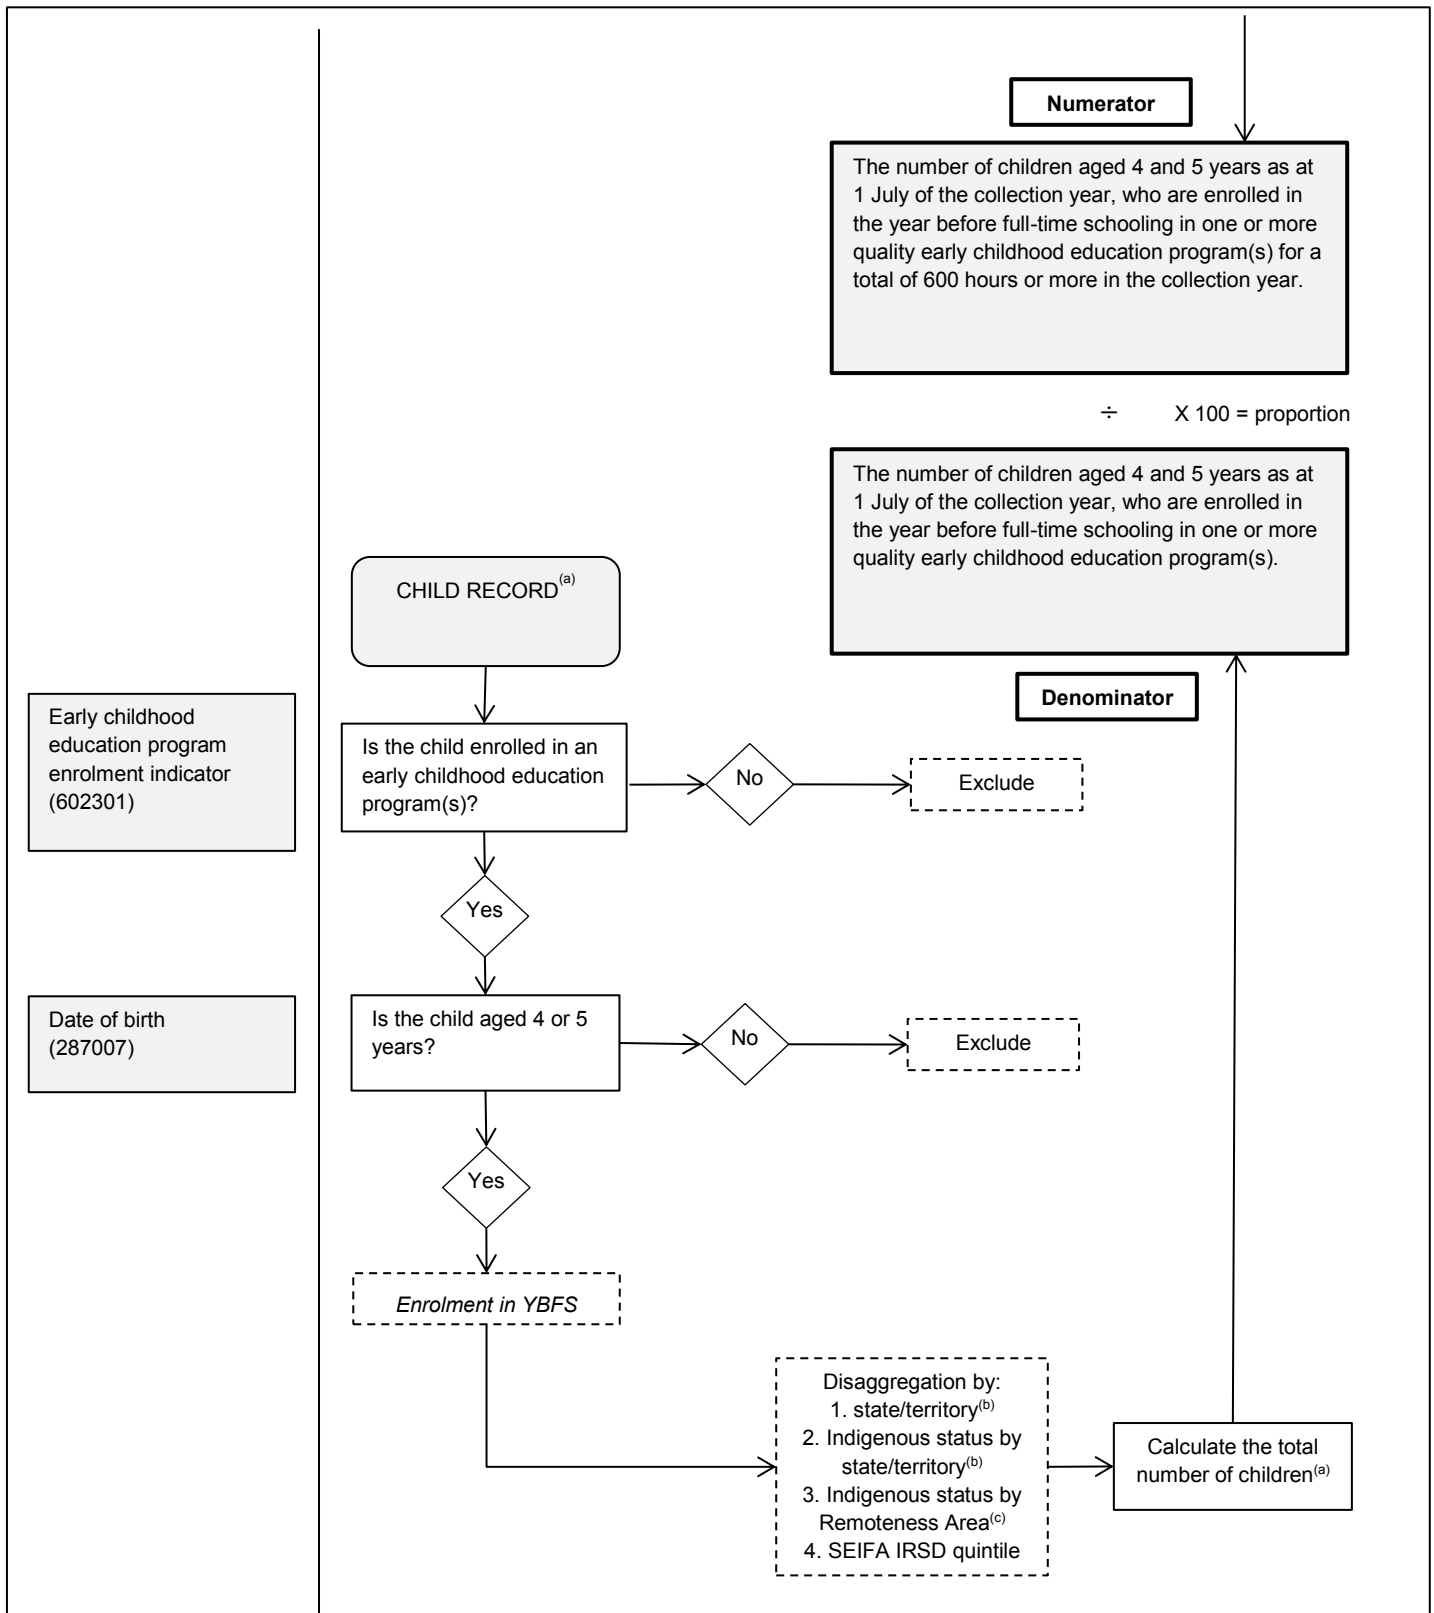 Numerator
The number of children aged 4 and 5 years as at
1 July of the collection year, who are enrolled in
the year before full-time schooling in one or more
quality early childhood education program(s) for a
total of 600 hours or more in the collection year.
÷ X 100 = proportion
The number of children aged 4 and 5 years as at
1 July of the collection year, who are enrolled in
the year before full-time schooling in one or more
quality early childhood education program(s).
Denominator
CHILD RECORD(a)
Early childhood
education program
enrolment indicator
(602301)
Is the child enrolled in an
early childhood education
program(s)?
No
Exclude
Yes
Date of birth
(287007)
Is the child aged 4 or 5
years?
No
Exclude
Yes
Enrolment in YBFS
Disaggregation by:
1. state/territory(b)
2. Indigenous status by
state/territory(b)
3. Indigenous status by
Remoteness Area(c)
4. SEIFA IRSD quintile
Calculate the total
number of children(a)